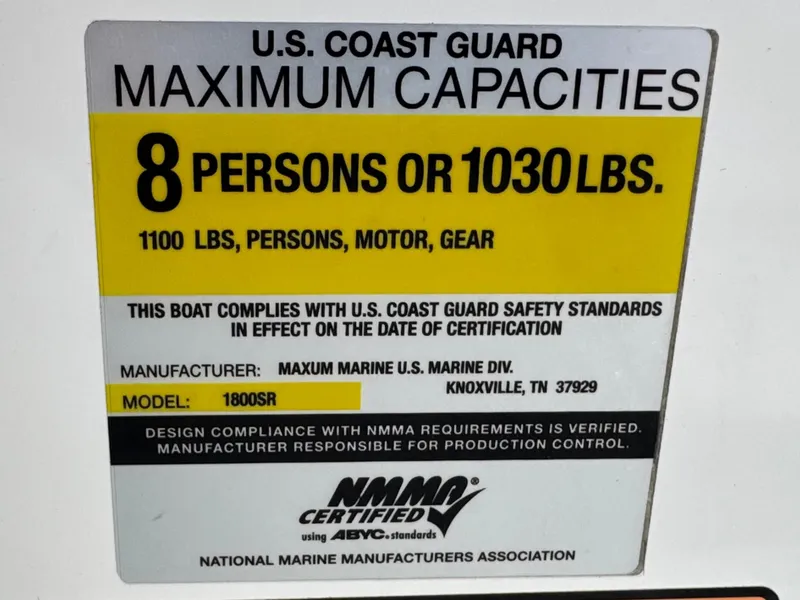 U.S. COAST GUARD
MAXIMUM CAPACITIES
8 PERSONS OR 1030 LBS.
1100 LBS, PERSONS, MOTOR, GEAR
THIS BOAT COMPLIES WITH U.S. COAST GUARD SAFETY STANDARDS
IN EFFECT ON THE DATE OF CERTIFICATION
MANUFACTURER: MAXUM MARINE U.S. MARINE DIV.
KNOXVILLE, TN 37929
MODEL: 1800SR
DESIGN COMPLIANCE WITH NMMA REQUIREMENTS IS VERIFIED.
MANUFACTURER RESPONSIBLE FOR PRODUCTION CONTROL.
NMMA®
CERTIFIED
using ABYC® standards
NATIONAL MARINE MANUFACTURERS ASSOCIATION